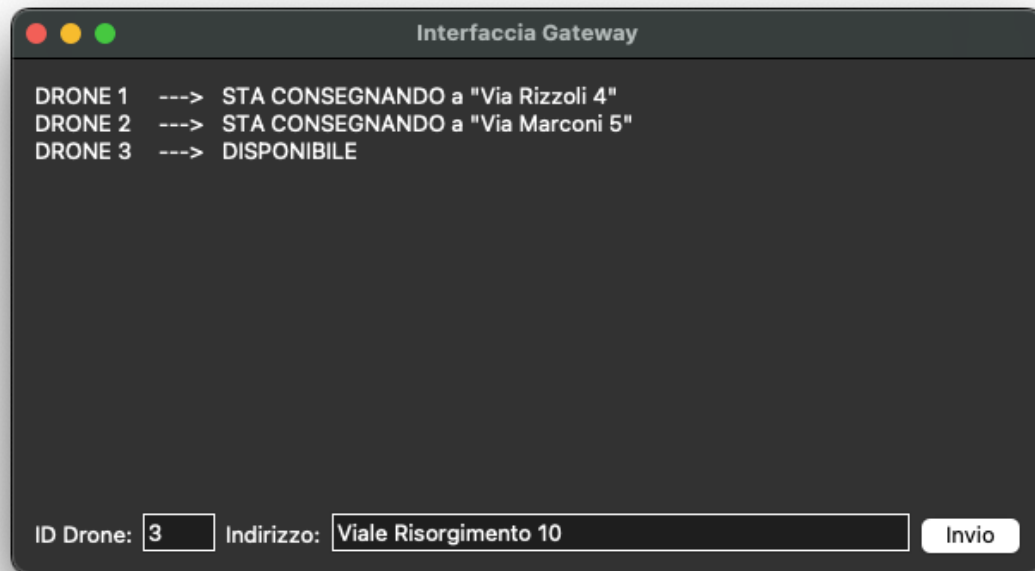 Interfaccia Gateway
DRONE 1 ---> STA CONSEGNANDO a "Via Rizzoli 4"
DRONE 2 ---> STA CONSEGNANDO a "Via Marconi 5"
DRONE 3 ---> DISPONIBILE
ID Drone: 3 Indirizzo: Viale Risorgimento 10 Invio